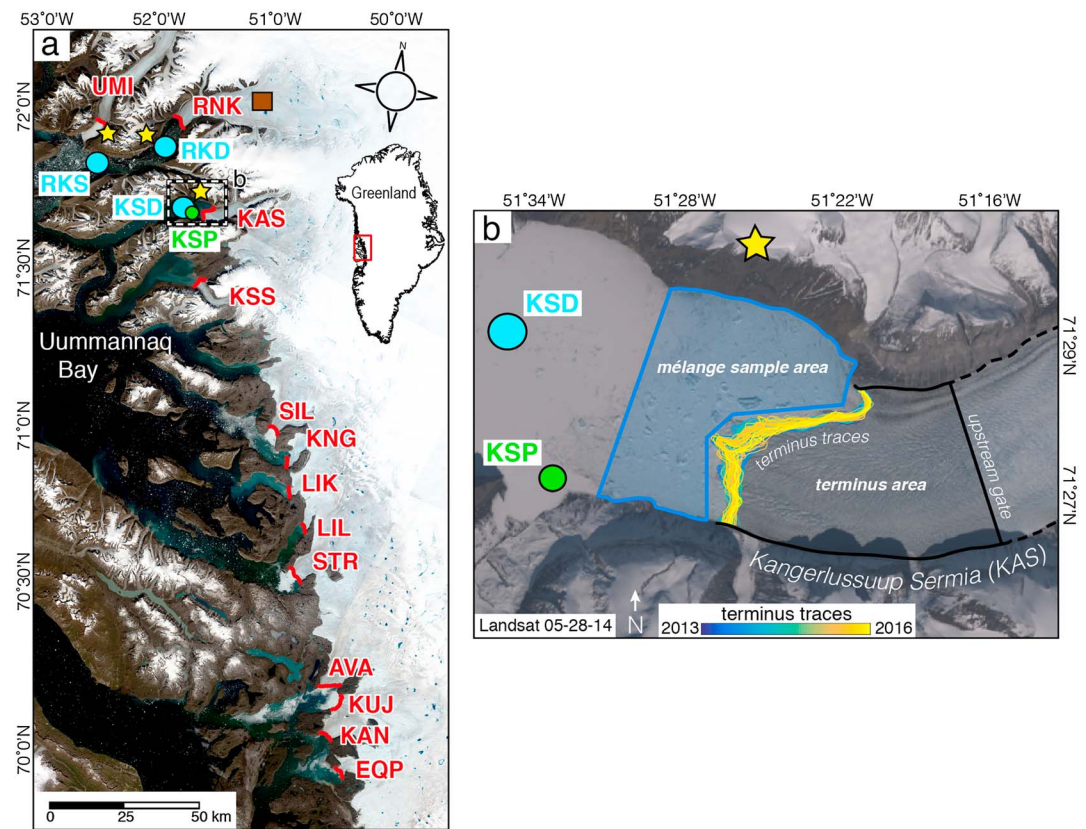 53°0'W
52°0'W
51°0'W
50°0'W
a
N
UMI
RNK
72°0'N
RKD
RKS
b
KSD
KAS
KSP
Greenland
71°30'N
KSS
Uummannaq
Bay
71°0'N
SIL
KNG
LIK
LIL
STR
70°30'N
AVA
KUJ
KAN
EQP
70°0'N
0 25 50 km
51°34'W
51°28'W
51°22'W
51°16'W
b
KSD
71°29'N
mélange sample area
KSP
terminus traces
upstream gate
terminus area
71°27'N
Kangerlussuup Sermia (KAS)
N
terminus traces
Landsat 05-28-14
2013
2016